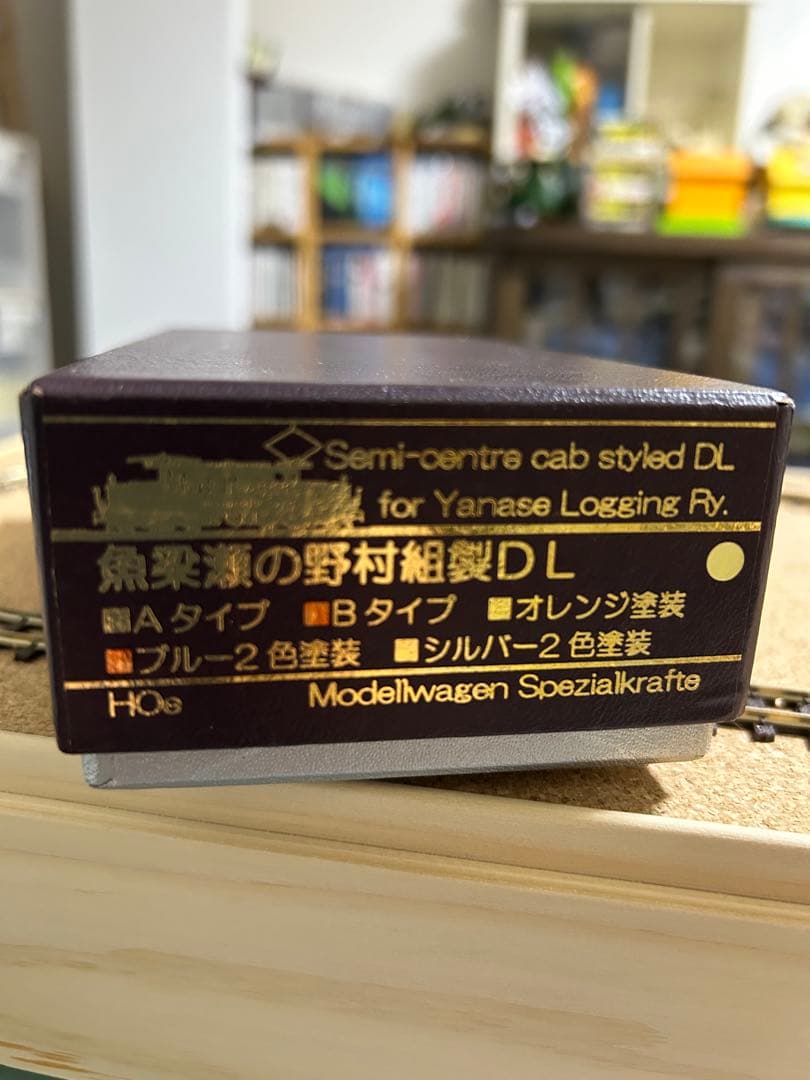 Semi-centre cab styled DL
for Yanase Logging Ry.
魚梁瀬の野村組製DL
Aタイプ Bタイプ オレンジ塗装
ブルー2色塗装 シルバー2色塗装
HOe Modellwagen Spezialkrafte